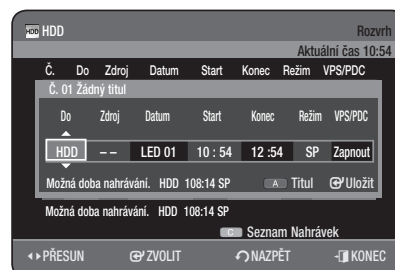 HDD HDD Rozvrh
Aktuální čas 10:54
Č. Do Zdroj Datum Start Konec Režim VPS/PDC
Č. 01 Žádný titul
Do Zdroj Datum Start Konec Režim VPS/PDC
HDD – – LED 01 10 : 54 12 :54 SP Zapnout
Možná doba nahrávání. HDD 108:14 SP A Titul Uložit
Možná doba nahrávání. HDD 108:14 SP
C Seznam Nahrávek
PŘESUN ZVOLIT NAZPĚT KONEC